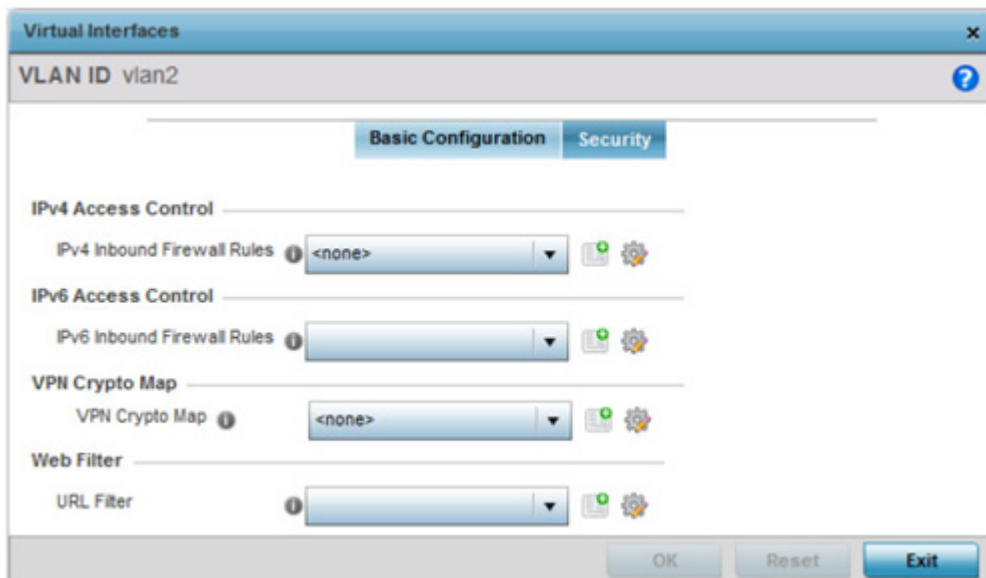 Virtual Interfaces
VLAN ID vlan2
Basic Configuration Security
IPv4 Access Control
IPv4 Inbound Firewall Rules <none>
IPv6 Access Control
IPv6 Inbound Firewall Rules
VPN Crypto Map
VPN Crypto Map <none>
Web Filter
URL Filter
OK Reset Exit